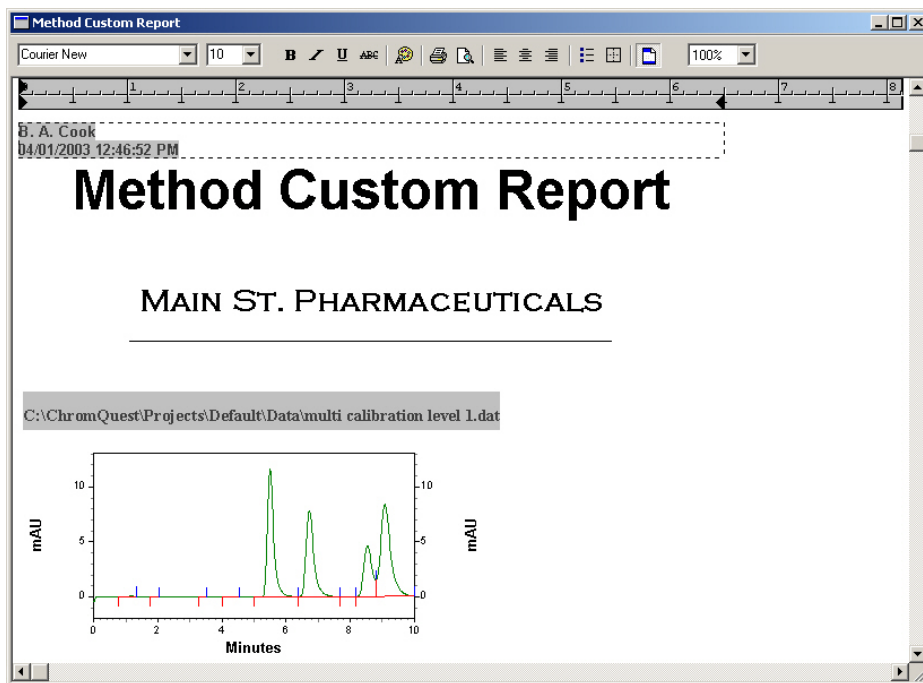 Method Custom Report
Courier New 10 B I U ABC 100%
1 2 3 4 5 6 7 8
B. A. Cook
04/01/2003 12:46:52 PM
Method Custom Report
MAIN ST. PHARMACEUTICALS
C:\ChromQuest\Projects\Default\Data\multi calibration level 1.dat
10 10
mAU 5 5 mAU
0 0
0 2 4 6 8 10
Minutes